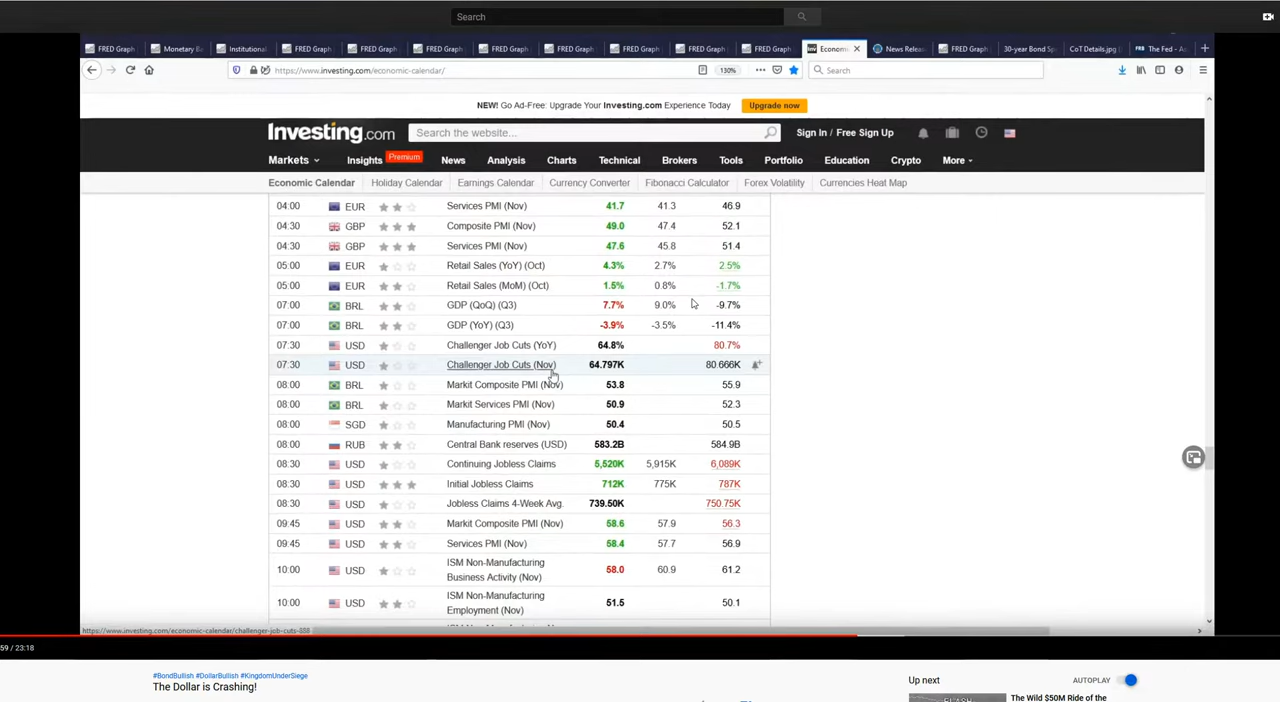 Search
FRED Graph
Monetary B
Institutional
FRED Graph
FRED Graph
FRED Graph
FRED Graph
FRED Graph
FRED Graph
FRED Graph
FRED Graph
Econom
News Relea
FRED Graph
30-year Bond Sp
CoT Details.jpg
The Fed - A
https://www.investing.com/economic-calendar/
130%
Search
NEW! Go Ad-Free: Upgrade Your Investing.com Experience Today
Upgrade now
Investing.com
Search the website...
Sign In / Free Sign Up
Markets
Insights
Premium
News
Analysis
Charts
Technical
Brokers
Tools
Portfolio
Education
Crypto
More
Economic Calendar
Holiday Calendar
Earnings Calendar
Currency Converter
Fibonacci Calculator
Forex Volatility
Currencies Heat Map
04:00 EUR Services PMI (Nov) 41.7 41.3 46.9
04:30 GBP Composite PMI (Nov) 49.0 47.4 52.1
04:30 GBP Services PMI (Nov) 47.6 45.8 51.4
05:00 EUR Retail Sales (YoY) (Oct) 4.3% 2.7% 2.5%
05:00 EUR Retail Sales (MoM) (Oct) 1.5% 0.8% -1.7%
07:00 BRL GDP (QoQ) (Q3) 7.7% 9.0% -9.7%
07:00 BRL GDP (YoY) (Q3) -3.9% -3.5% -11.4%
07:30 USD Challenger Job Cuts (YoY) 64.8% 80.7%
07:30 USD Challenger Job Cuts (Nov) 64.797K 80.666K
08:00 BRL Markit Composite PMI (Nov) 53.8 55.9
08:00 BRL Markit Services PMI (Nov) 50.9 52.3
08:00 SGD Manufacturing PMI (Nov) 50.4 50.5
08:00 RUB Central Bank reserves (USD) 583.2B 584.9B
08:30 USD Continuing Jobless Claims 5,520K 5,915K 6,089K
08:30 USD Initial Jobless Claims 712K 775K 787K
08:30 USD Jobless Claims 4-Week Avg. 739.50K 750.75K
09:45 USD Markit Composite PMI (Nov) 58.6 57.9 56.3
09:45 USD Services PMI (Nov) 58.4 57.7 56.9
10:00 USD ISM Non-Manufacturing
Business Activity (Nov) 58.0 60.9 61.2
10:00 USD ISM Non-Manufacturing
Employment (Nov) 51.5 50.1
https://www.investing.com/economic-calendar/challenger-job-cuts-888
59 / 23:18
#BondBullish #DollarBullish #KingdomUnderSiege
The Dollar is Crashing!
Up next
AUTOPLAY
FLASH
The Wild $50M Ride of the